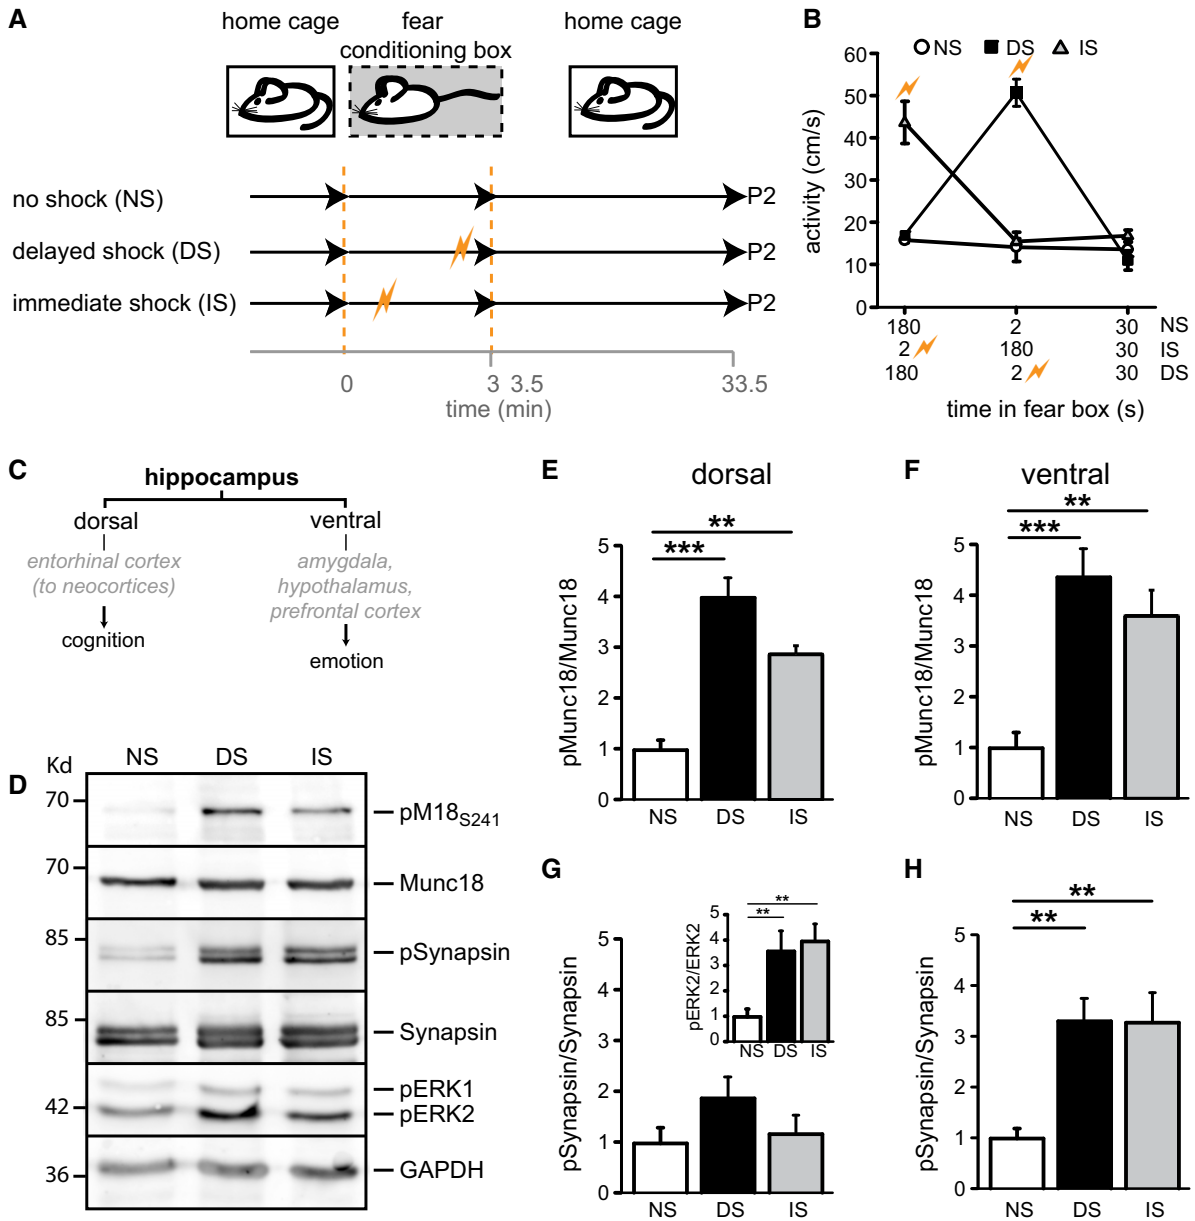 A
home cage
fear
conditioning box
home cage
no shock (NS)
P2
delayed shock (DS)
P2
immediate shock (IS)
P2
0
3 3.5
33.5
time (min)
B
NS DS IS
activity (cm/s)
60
50
40
30
20
10
0
180 2 30 NS
2 180 30 IS
180 2 30 DS
time in fear box (s)
C
hippocampus
dorsal ventral
entorhinal cortex
(to neocortices)
cognition
amygdala,
hypothalamus,
prefrontal cortex
emotion
D
Kd
NS DS IS
70
pM18S241
70
Munc18
85
pSynapsin
85
Synapsin
pERK1
42
pERK2
36
GAPDH
E
dorsal
**
***
pMunc18/Munc18
5
4
3
2
1
0
NS DS IS
F
ventral
**
***
pMunc18/Munc18
5
4
3
2
1
0
NS DS IS
G
pSynapsin/Synapsin
5
4
3
2
1
0
NS DS IS
**
**
pERK2/ERK2
5
4
3
2
1
0
NS DS IS
H
**
**
pSynapsin/Synapsin
5
4
3
2
1
0
NS DS IS